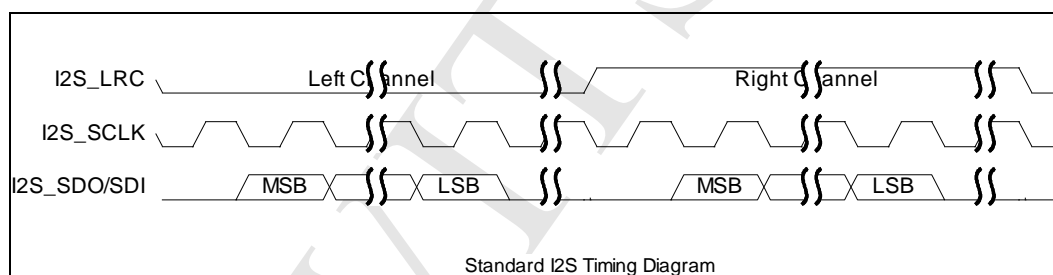 I2S_LRC Left Channel Right Channel
I2S_SCLK
I2S_SDO/SDI MSB LSB MSB LSB
Standard I2S Timing Diagram